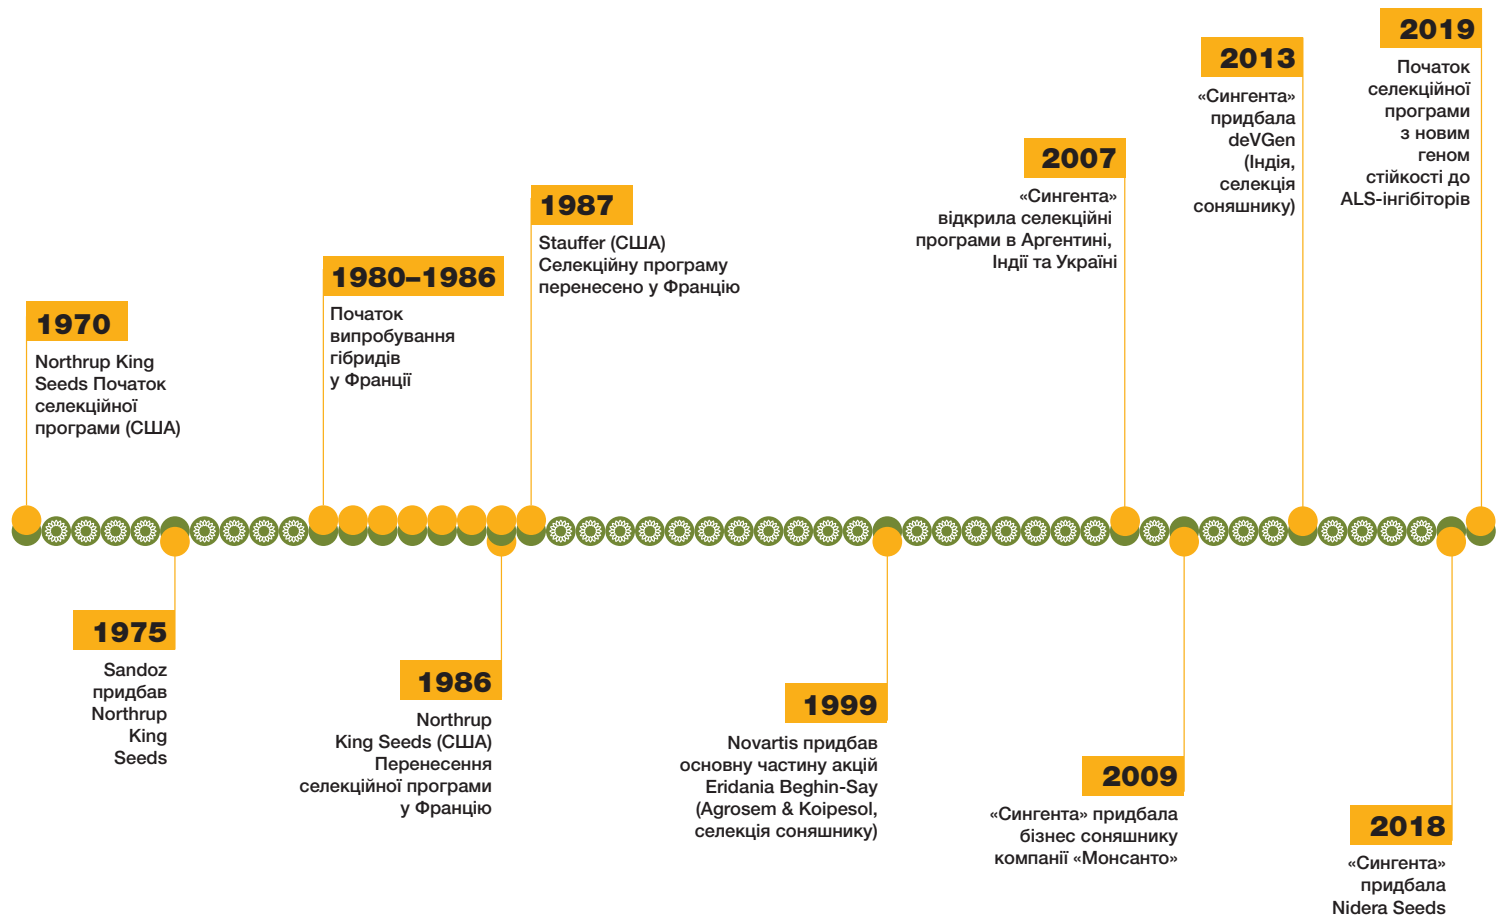 1970
Northrup King
Seeds Початок
селекційної
програми (США)
1975
Sandoz
придбав
Northrup
King
Seeds
1980–1986
Початок
випробування
гібридів
у Франції
1986
Northrup
King Seeds (США)
Перенесення
селекційної програми
у Францію
1987
Stauffer (США)
Селекційну програму
перенесено у Францію
1999
Novartis придбав
основну частину акцій
Eridania Beghin-Say
(Agrosem & Koipesol,
селекція соняшнику)
2007
«Сингента»
відкрила селекційні
програми в Аргентині,
Індії та Україні
2009
«Сингента» придбала
бізнес соняшнику
компанії «Монсанто»
2013
«Сингента»
придбала
deVGen
(Індія,
селекція
соняшнику)
2018
«Сингента»
придбала
Nidera Seeds
2019
Початок
селекційної
програми
з новим
геном
стійкості до
ALS-інгібіторів